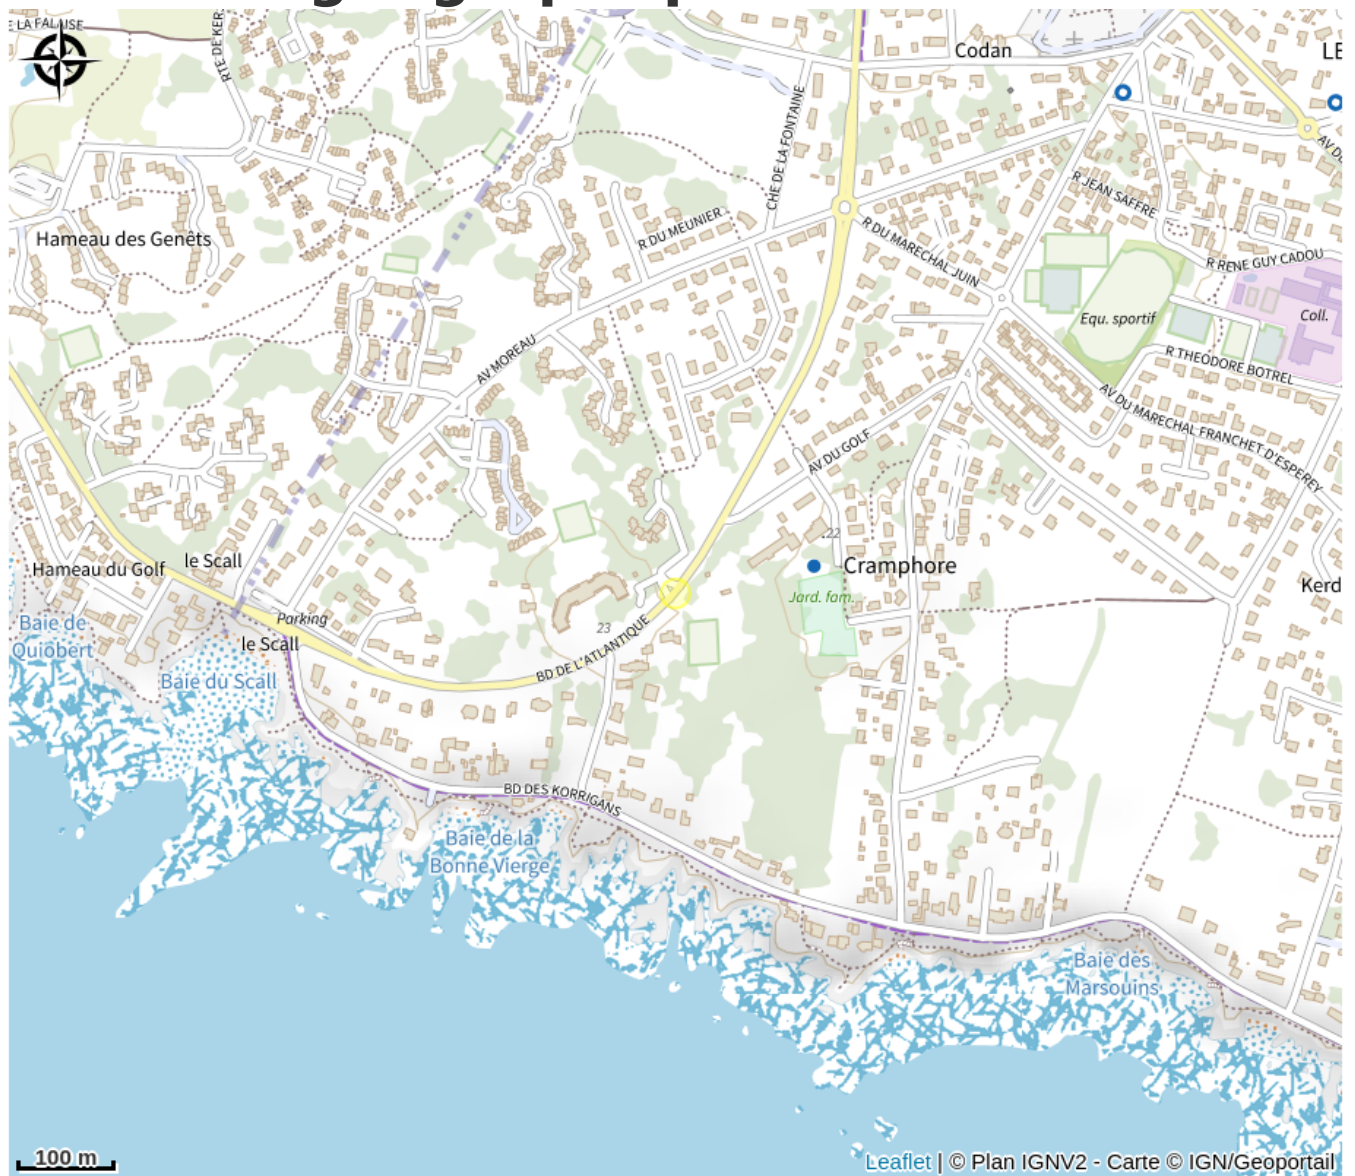 E LA FALAISE
RTE DE KER
Codan
LE
CHE DE LA FONTAINE
AV DE
R JEAN SAFFRE
Hameau des Genêts
R DU MEUNIER
R DU MARECHAL JUIN
R RENE GUY CADOU
Equ. sportif
Coll.
AV MOREAU
R THEODORE BOTREL
AV DU MARECHAL FRANCHET D'ESPEREY
AV DU GOLF
22
le Scall
Hameau du Golf
Cramphore
Kerd
Jard. fam.
Parking
Baie de
Quiobert
23
le Scall
BD DE L'ATLANTIQUE
Baie du Scall
BD DES KORRIGANS
Baie de la
Bonne Vierge
Baie des
Marsouins
100 m
Leaflet | © Plan IGNV2 - Carte © IGN/Geoportail